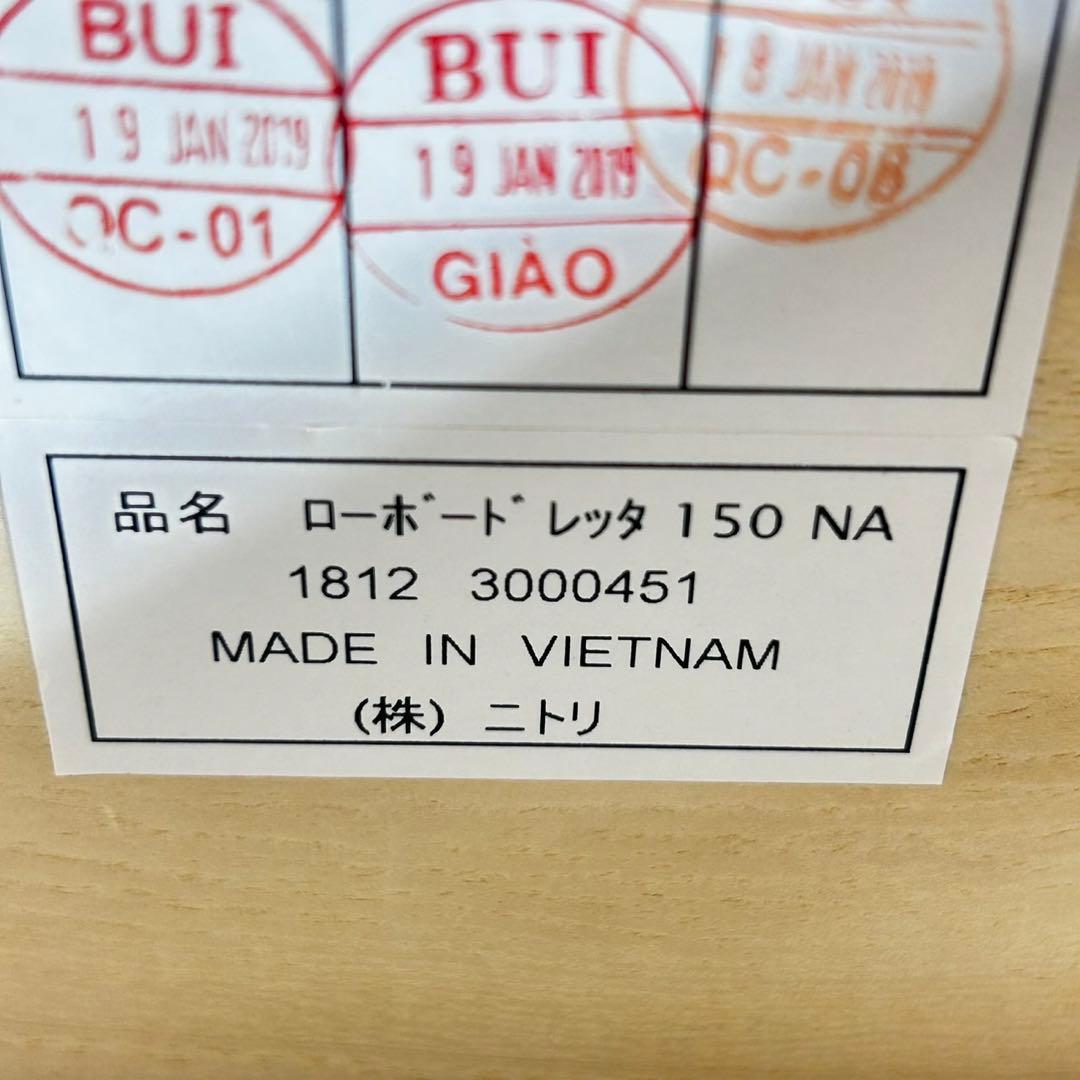 BUI
19 JAN 2019
QC-01
BUI
19 JAN 2019
GIÀO
18 JAN 2019
QC-08
品名 ローボード レッタ 150 NA
1812 3000451
MADE IN VIETNAM
(株) ニトリ